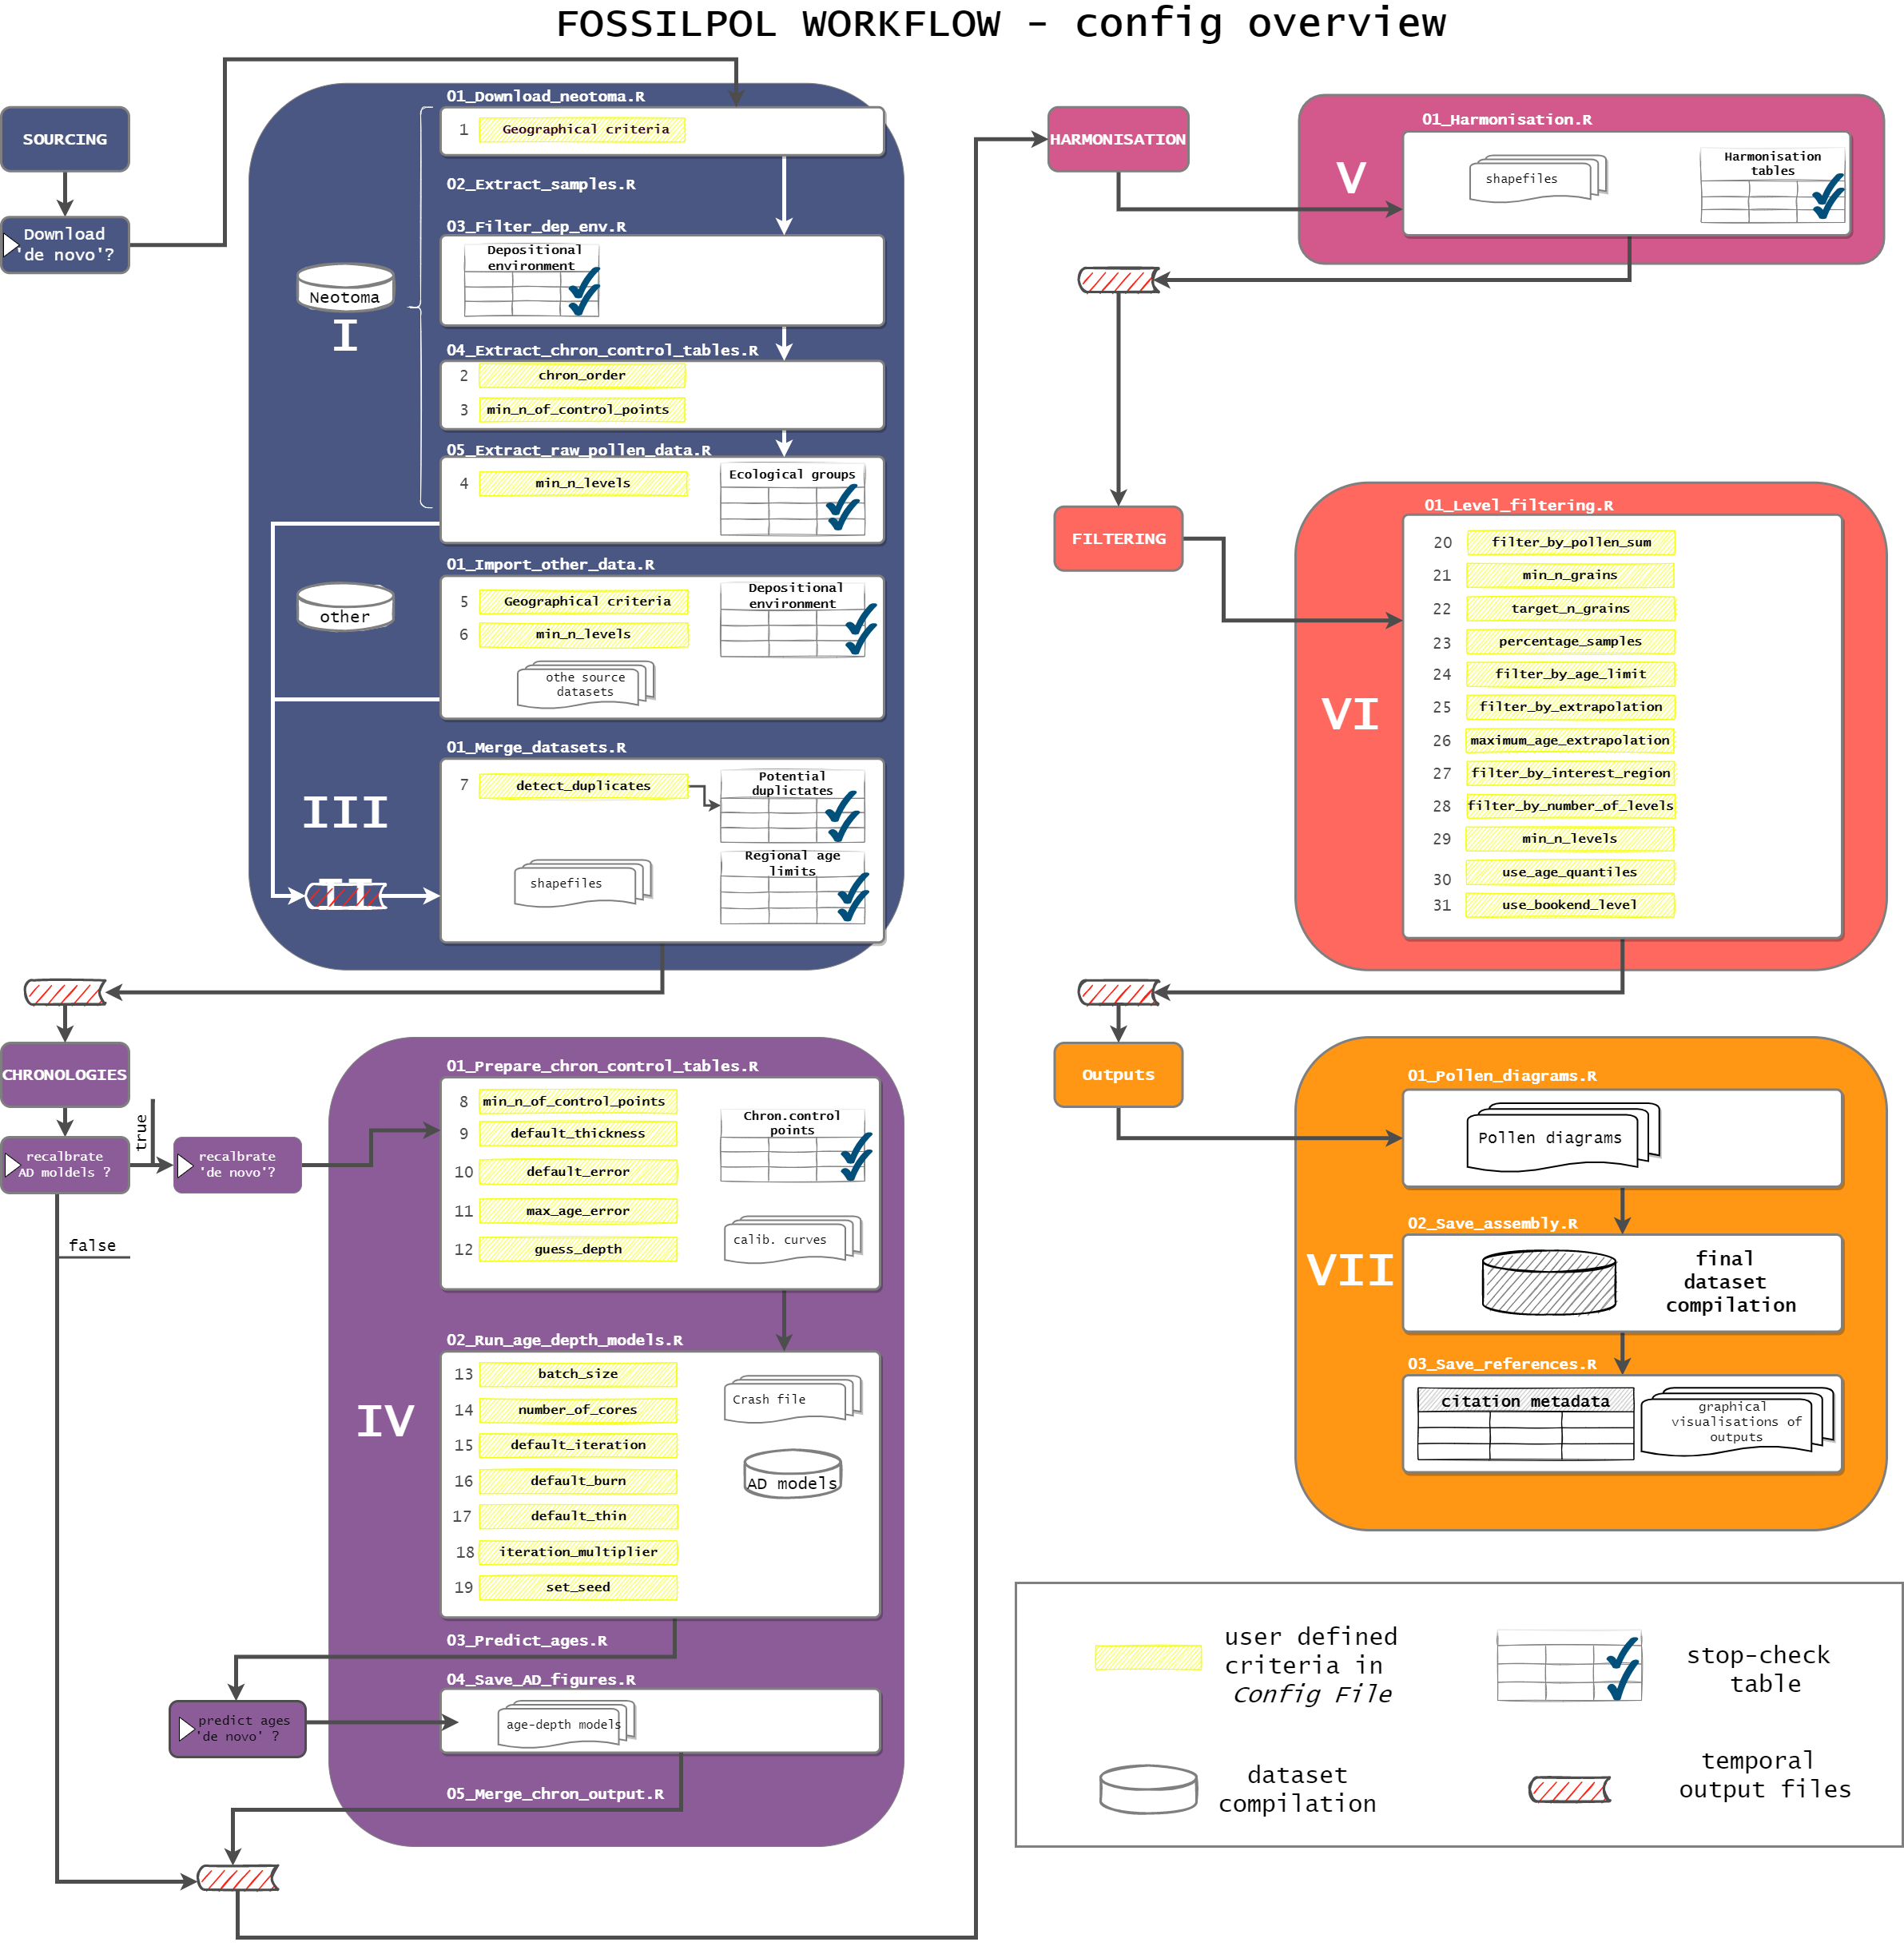 FOSSILPOL WORKFLOW - config overview
SOURCING
Download
'de novo'?
01_Download_neotoma.R
1 Geographical criteria
02_Extract_samples.R
03_Filter_dep_env.R
Depositional
environment
Neotoma
I
04_Extract_chron_control_tables.R
2 chron_order
3 min_n_of_control_points
05_Extract_raw_pollen_data.R
4 min_n_levels
Ecological groups
01_Import_other_data.R
other
5 Geographical criteria
6 min_n_levels
Depositional
environment
othe source
datasets
01_Merge_datasets.R
III
7 detect_duplicates
Potential
duplictates
Regional age
limits
shapefiles
II
CHRONOLOGIES
recalbrate
AD moldels ?
true
false
recalbrate
'de novo'?
01_Prepare_chron_control_tables.R
8 min_n_of_control_points
9 default_thickness
10 default_error
11 max_age_error
12 guess_depth
Chron.control
points
calib. curves
IV
02_Run_age_depth_models.R
13 batch_size
14 number_of_cores
15 default_iteration
16 default_burn
17 default_thin
18 iteration_multiplier
19 set_seed
Crash file
AD models
03_Predict_ages.R
predict ages
'de novo' ?
04_Save_AD_figures.R
age-depth models
05_Merge_chron_output.R
HARMONISATION
V
01_Harmonisation.R
shapefiles
Harmonisation
tables
FILTERING
VI
01_Level_filtering.R
20 filter_by_pollen_sum
21 min_n_grains
22 target_n_grains
23 percentage_samples
24 filter_by_age_limit
25 filter_by_extrapolation
26 maximum_age_extrapolation
27 filter_by_interest_region
28 filter_by_number_of_levels
29 min_n_levels
30 use_age_quantiles
31 use_bookend_level
Outputs
VII
01_Pollen_diagrams.R
Pollen diagrams
02_Save_assembly.R
final
dataset
compilation
03_Save_references.R
citation metadata
graphical
visualisations of
outputs
user defined
criteria in
Config File
stop-check
table
dataset
compilation
temporal
output files